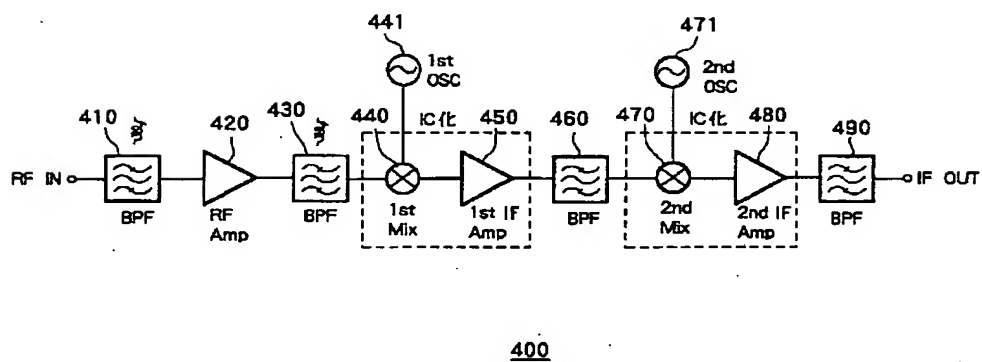 441
471
1st
OSC
2nd
OSC
410
420
430
440
IC化
450
460
470
IC化
480
490
RF IN
IF OUT
BPF
RF
Amp
BPF
1st
Mix
1st IF
Amp
BPF
2nd
Mix
2nd IF
Amp
BPF
400